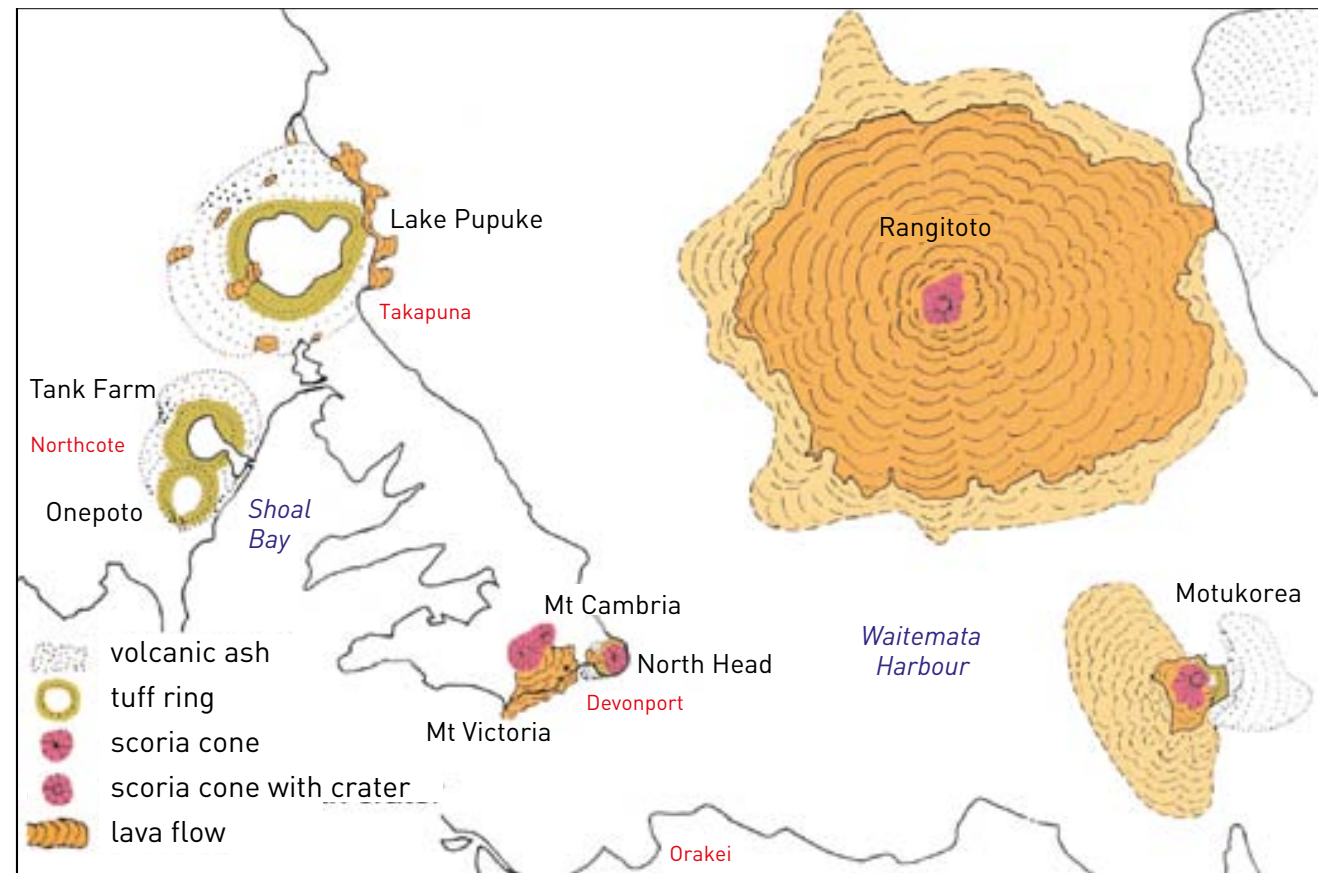 Lake Pupuke
Rangitoto
Takapuna
Tank Farm
Northcote
Onepoto
Shoal
Bay
Mt Cambria
Motukorea
Waitemata
Harbour
North Head
Devonport
Mt Victoria
volcanic ash
tuff ring
scoria cone
scoria cone with crater
lava flow
Orakei